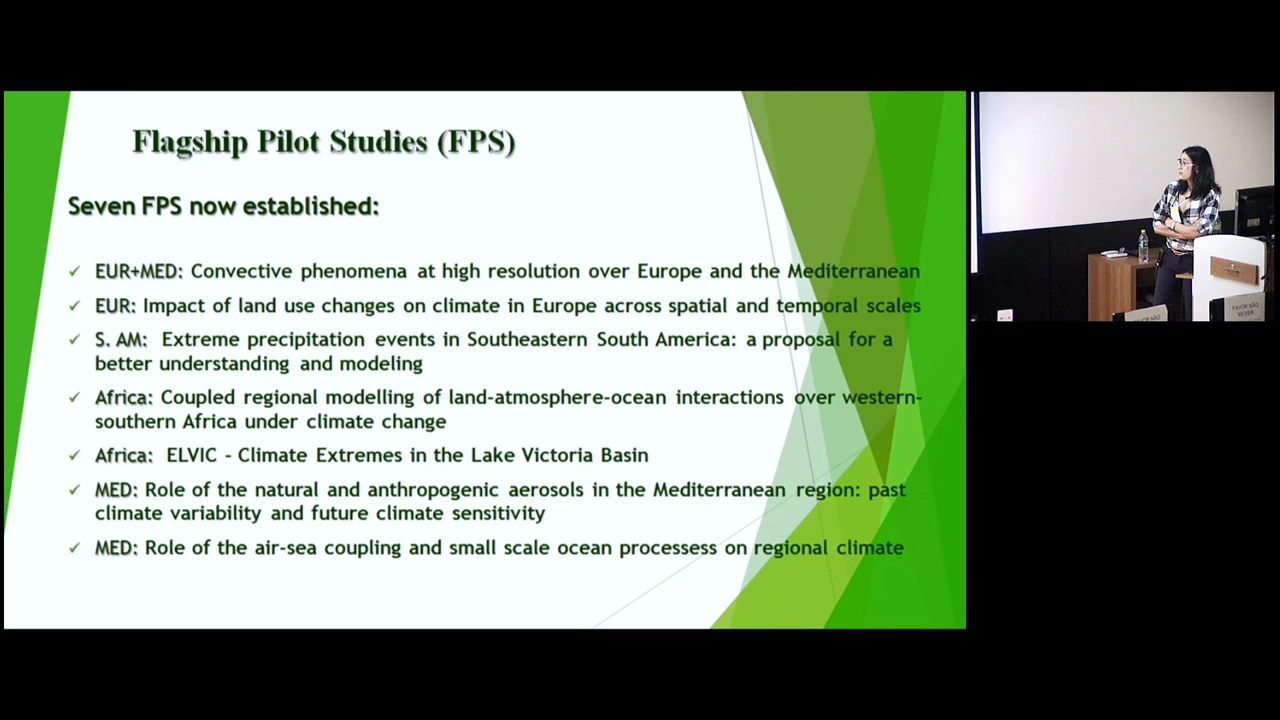 Flagship Pilot Studies (FPS)
Seven FPS now established:
✓ EUR+MED: Convective phenomena at high resolution over Europe and the Mediterranean
✓ EUR: Impact of land use changes on climate in Europe across spatial and temporal scales
✓ S. AM: Extreme precipitation events in Southeastern South America: a proposal for a
better understanding and modeling
✓ Africa: Coupled regional modelling of land-atmosphere-ocean interactions over western-
southern Africa under climate change
✓ Africa: ELVIC - Climate Extremes in the Lake Victoria Basin
✓ MED: Role of the natural and anthropogenic aerosols in the Mediterranean region: past
climate variability and future climate sensitivity
✓ MED: Role of the air-sea coupling and small scale ocean processess on regional climate
FAVOR NÃO
FAVOR NÃO
MEXER